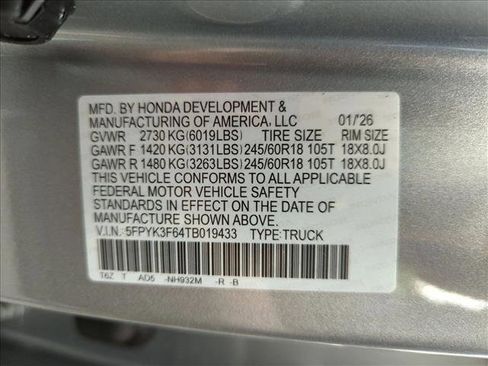 MFD. BY HONDA DEVELOPMENT &
MANUFACTURING OF AMERICA, LLC 01/'26
GVWR 2730 KG(6019LBS) TIRE SIZE RIM SIZE
GAWR F 1420 KG(3131LBS) 245/60R18 105T 18X8.0J
GAWR R 1480 KG(3263LBS) 245/60R18 105T 18X8.0J
THIS VEHICLE CONFORMS TO ALL APPLICABLE
FEDERAL MOTOR VEHICLE SAFETY
STANDARDS IN EFFECT ON THE DATE OF
MANUFACTURE SHOWN ABOVE.
V.I.N.: 5FPYK3F64TB019433 TYPE:TRUCK
T6Z T AD5 -NH932M -R -B